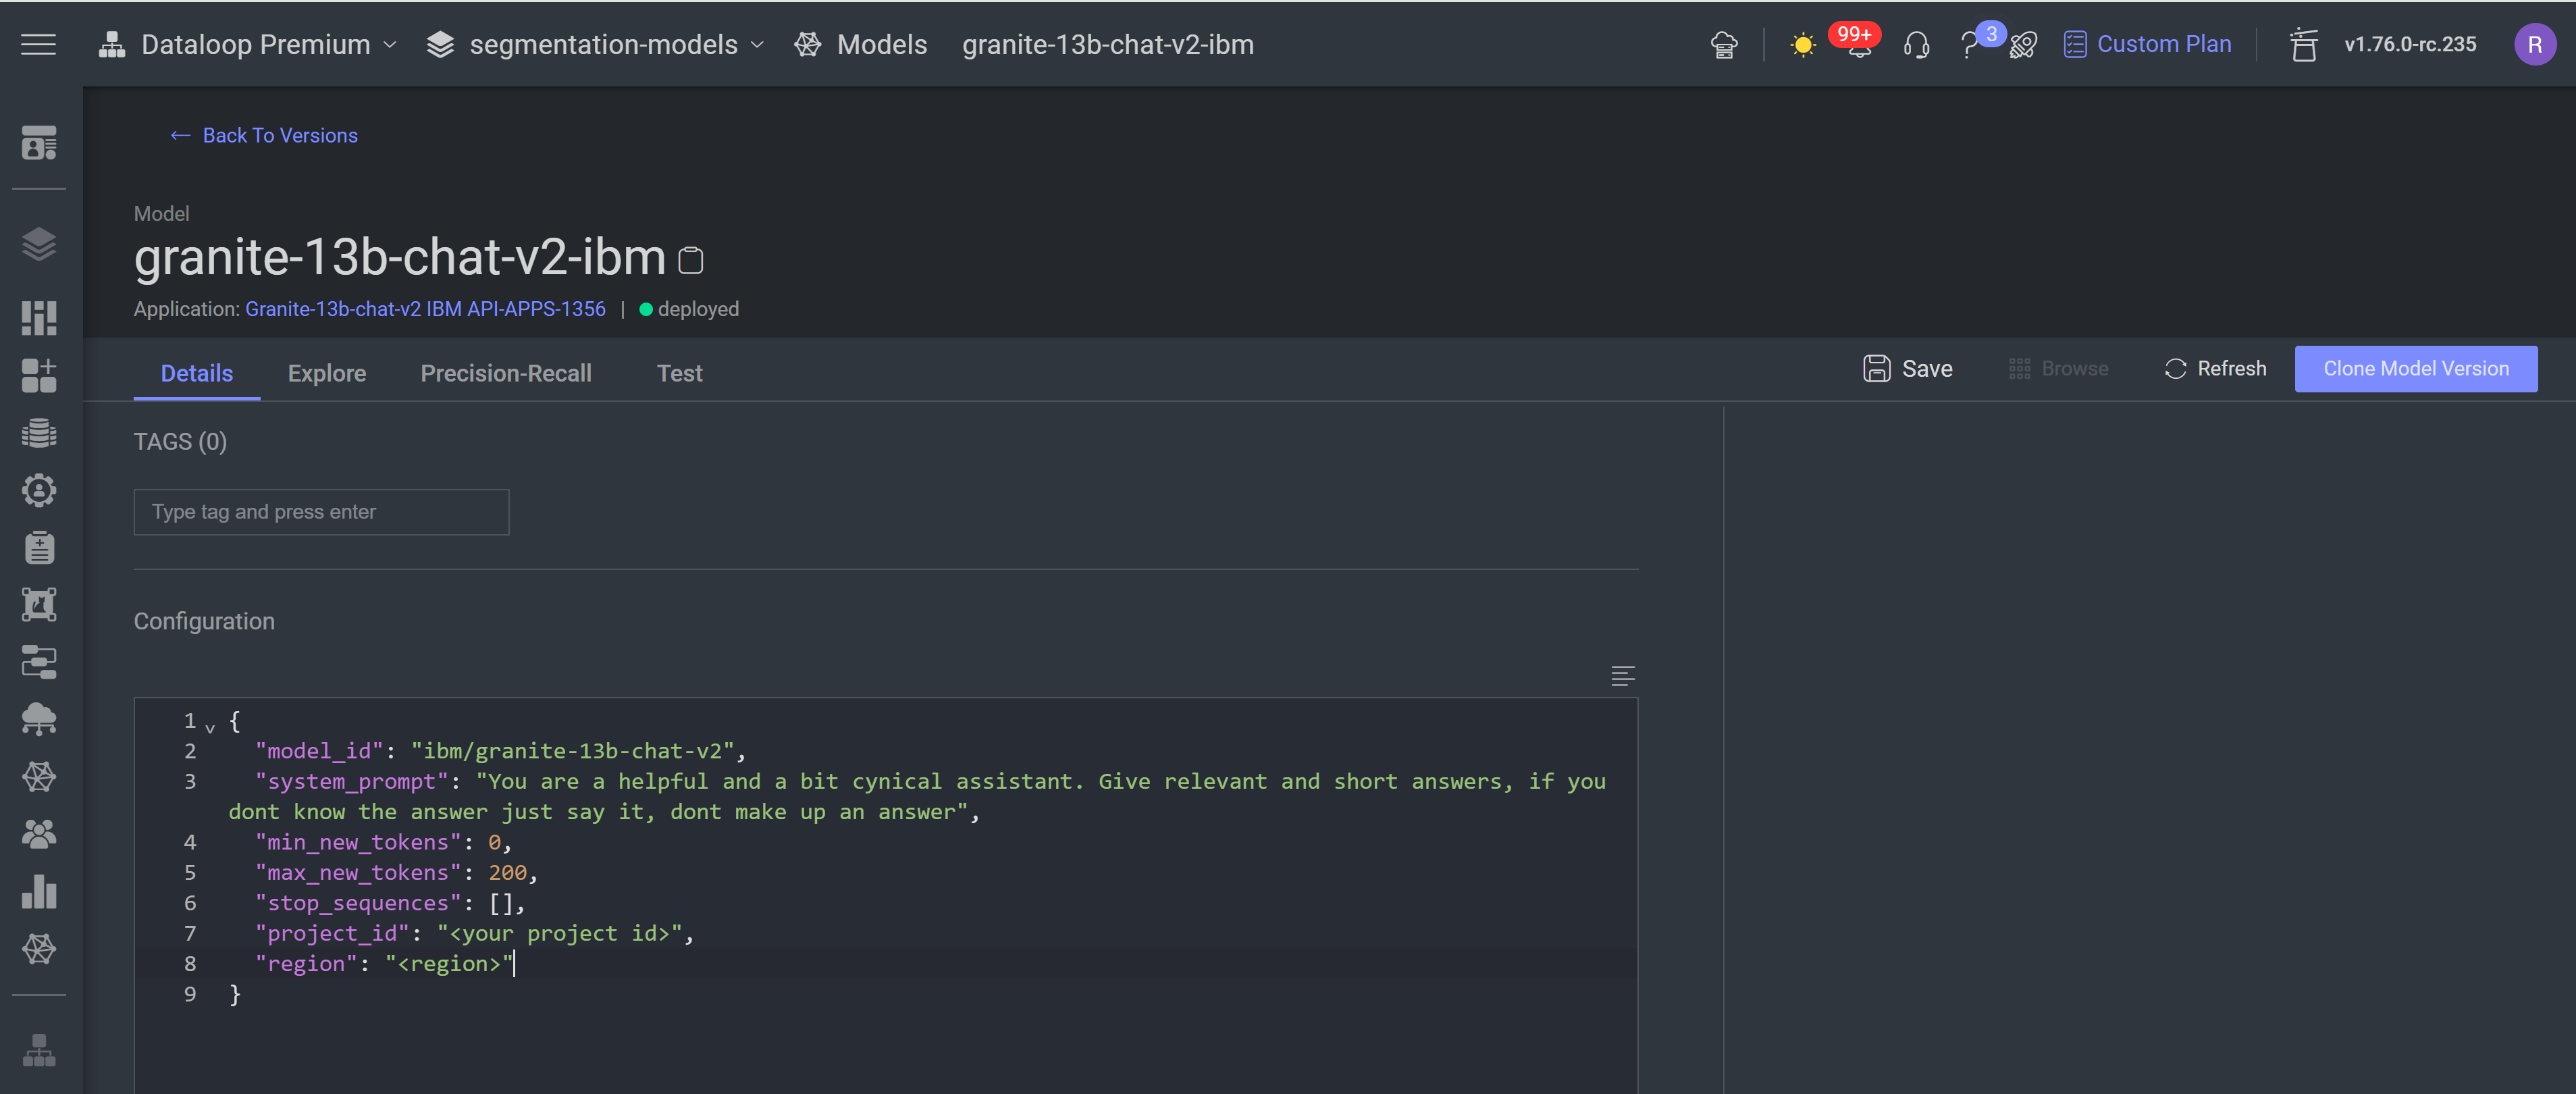 Dataloop Premium segmentation-models Models granite-13b-chat-v2-ibm 99+ 3 Custom Plan v1.76.0-rc.235 R
← Back To Versions
Model
granite-13b-chat-v2-ibm
Application: Granite-13b-chat-v2 IBM API-APPS-1356 | deployed
Details Explore Precision-Recall Test Save Browse Refresh Clone Model Version
TAGS (0)
Type tag and press enter
Configuration
1 {
2 "model_id": "ibm/granite-13b-chat-v2",
3 "system_prompt": "You are a helpful and a bit cynical assistant. Give relevant and short answers, if you
dont know the answer just say it, dont make up an answer",
4 "min_new_tokens": 0,
5 "max_new_tokens": 200,
6 "stop_sequences": [],
7 "project_id": "<your project id>",
8 "region": "<region>"
9 }